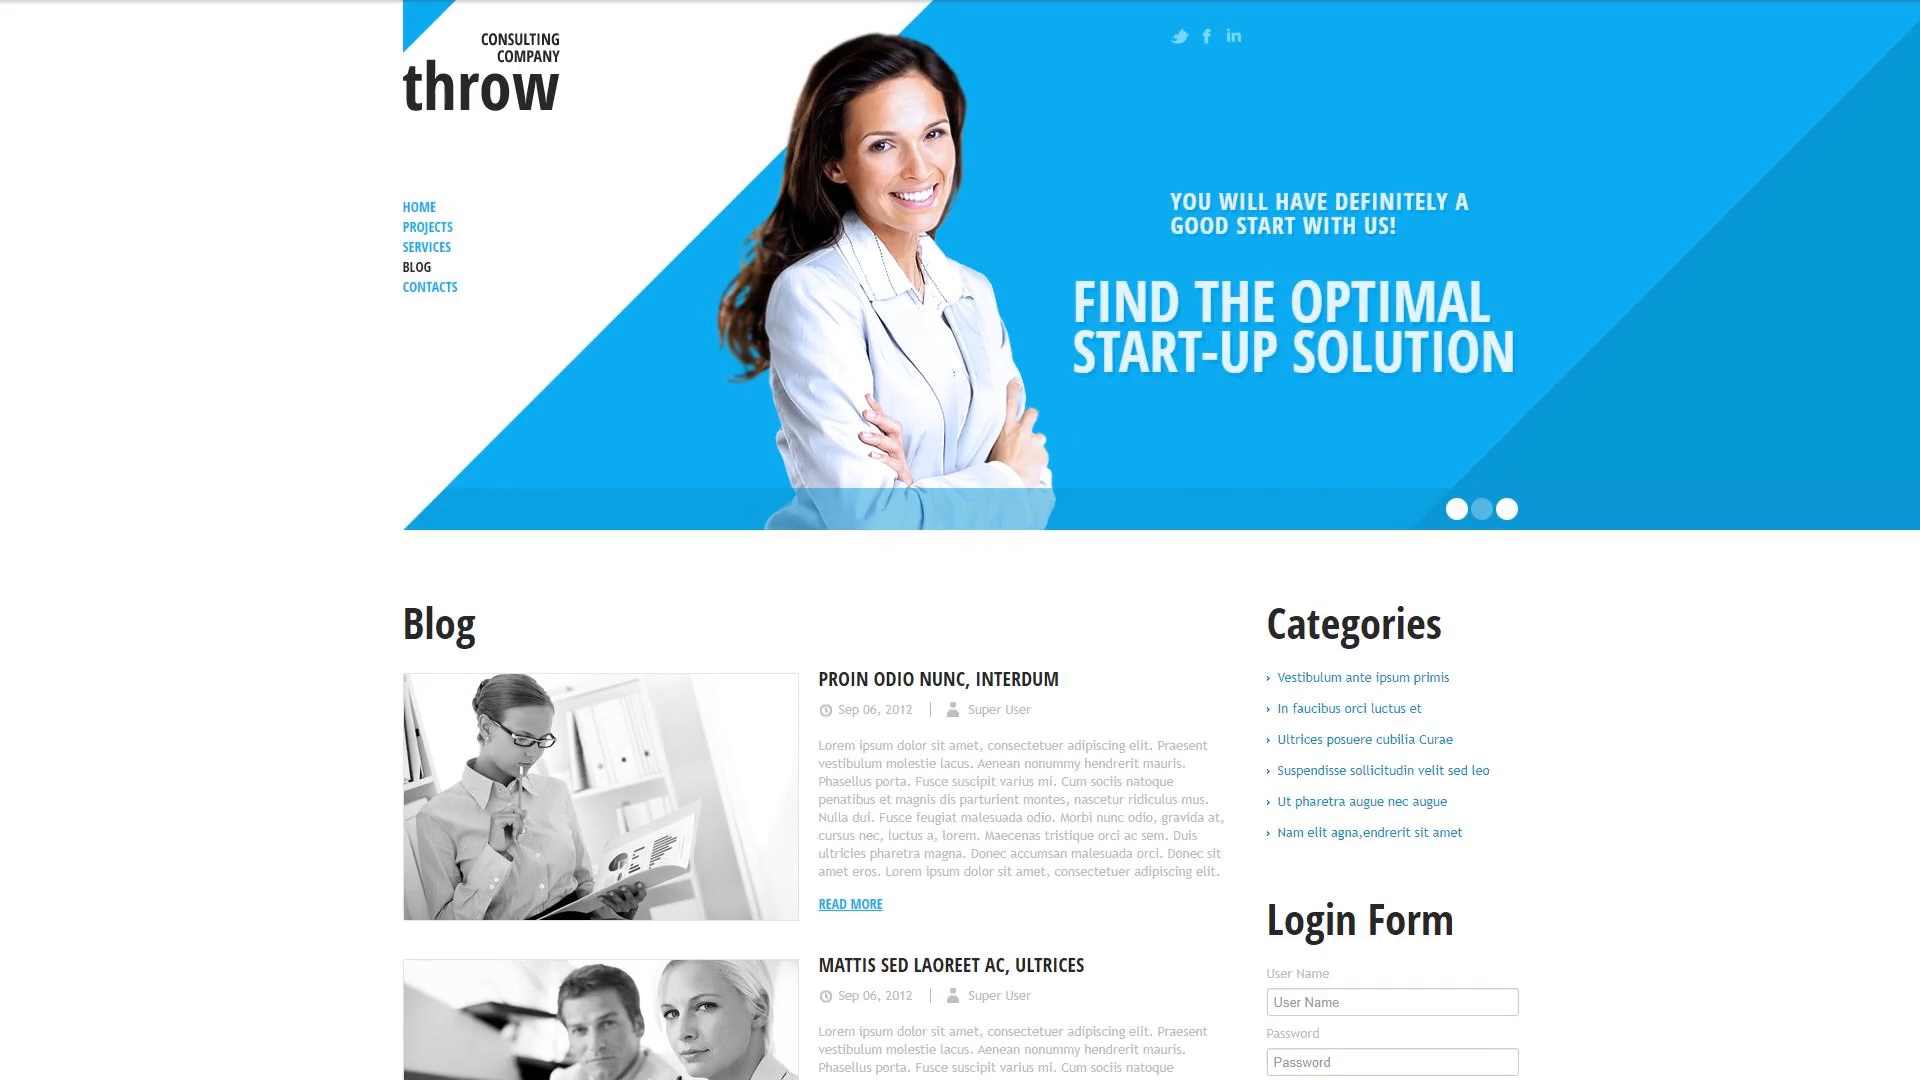 CONSULTING
COMPANY
throw
HOME
PROJECTS
SERVICES
BLOG
CONTACTS
YOU WILL HAVE DEFINITELY A
GOOD START WITH US!
FIND THE OPTIMAL
START-UP SOLUTION
Blog
PROIN ODIO NUNC, INTERDUM
Sep 06, 2012 | Super User
Lorem ipsum dolor sit amet, consectetuer adipiscing elit. Praesent
vestibulum molestie lacus. Aenean nonummy hendrerit mauris.
Phasellus porta. Fusce suscipit varius mi. Cum sociis natoque
penatibus et magnis dis parturient montes, nascetur ridiculus mus.
Nulla dui. Fusce feugiat malesuada odio. Morbi nunc odio, gravida at,
cursus nec, luctus a, lorem. Maecenas tristique orci ac sem. Duis
ultricies pharetra magna. Donec accumsan malesuada orci. Donec sit
amet eros. Lorem ipsum dolor sit amet, consectetuer adipiscing elit.
READ MORE
MATTIS SED LAOREET AC, ULTRICES
Sep 06, 2012 | Super User
Lorem ipsum dolor sit amet, consectetuer adipiscing elit. Praesent
vestibulum molestie lacus. Aenean nonummy hendrerit mauris.
Phasellus porta. Fusce suscipit varius mi. Cum sociis natoque
Categories
Vestibulum ante ipsum primis
In faucibus orci luctus et
Ultrices posuere cubilia Curae
Suspendisse sollicitudin velit sed leo
Ut pharetra augue nec augue
Nam elit agna,endrerit sit amet
Login Form
User Name
User Name
Password
Password